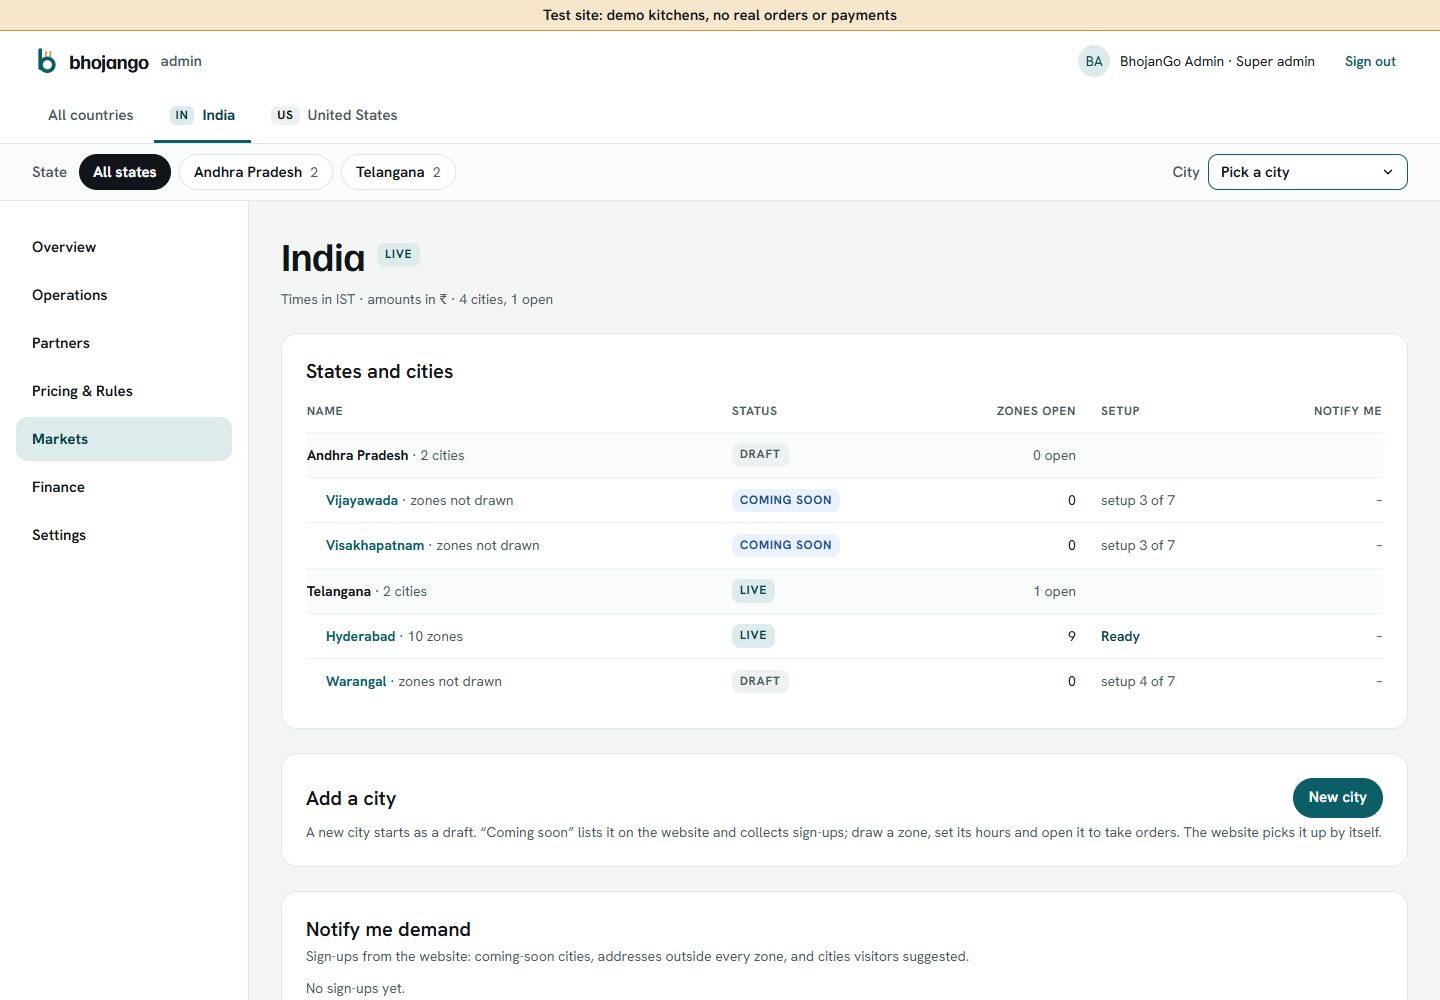 Test site: demo kitchens, no real orders or payments
bhojango admin
BA BhojanGo Admin · Super admin Sign out
All countries IN India US United States
State All states Andhra Pradesh 2 Telangana 2 City Pick a city
Overview
Operations
Partners
Pricing & Rules
Markets
Finance
Settings
India LIVE
Times in IST · amounts in ₹ · 4 cities, 1 open
States and cities
NAME STATUS ZONES OPEN SETUP NOTIFY ME
Andhra Pradesh · 2 cities DRAFT 0 open
Vijayawada · zones not drawn COMING SOON 0 setup 3 of 7 –
Visakhapatnam · zones not drawn COMING SOON 0 setup 3 of 7 –
Telangana · 2 cities LIVE 1 open
Hyderabad · 10 zones LIVE 9 Ready –
Warangal · zones not drawn DRAFT 0 setup 4 of 7 –
Add a city New city
A new city starts as a draft. “Coming soon” lists it on the website and collects sign-ups; draw a zone, set its hours and open it to take orders. The website picks it up by itself.
Notify me demand
Sign-ups from the website: coming-soon cities, addresses outside every zone, and cities visitors suggested.
No sign-ups yet.